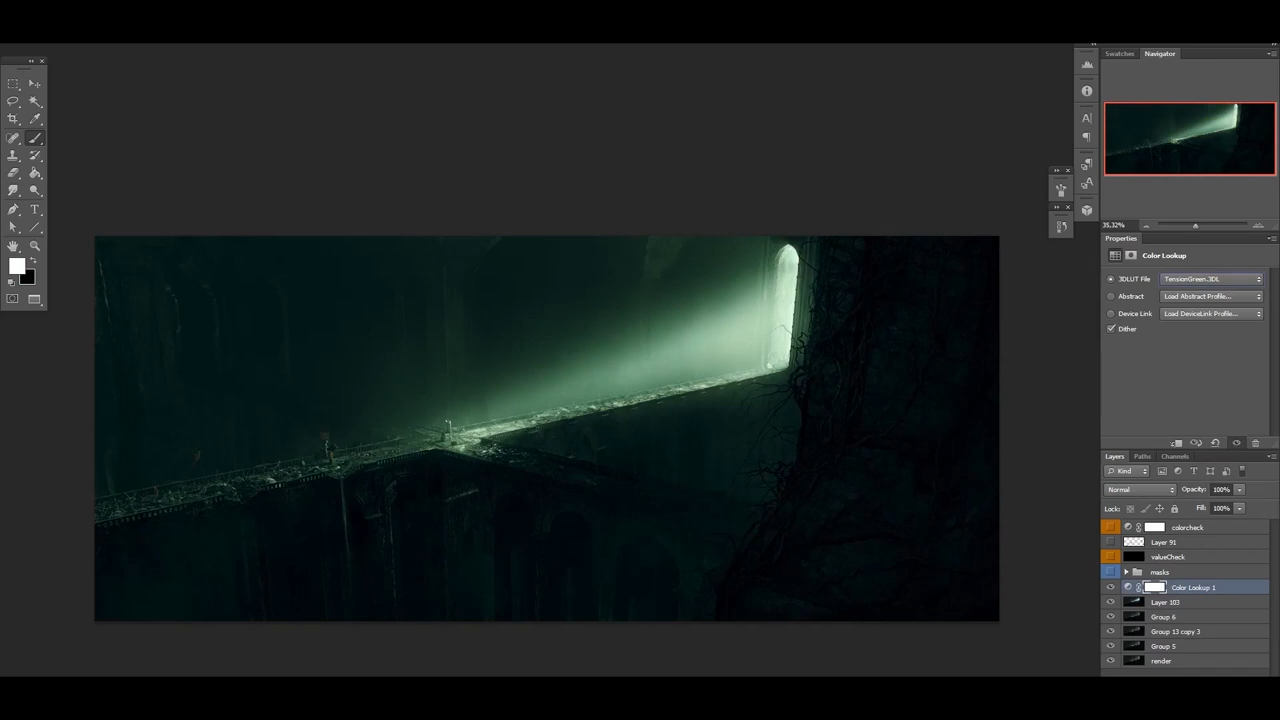 Swatches Navigator
35,32%
Properties
Color Lookup
3DLUT File TensionGreen.3DL
Abstract Load Abstract Profile...
Device Link Load DeviceLink Profile...
Dither
Layers Paths Channels
Kind
Normal Opacity: 100%
Lock: Fill: 100%
colorcheck
Layer 91
valueCheck
masks
Color Lookup 1
Layer 103
Group 6
Group 13 copy 3
Group 5
render